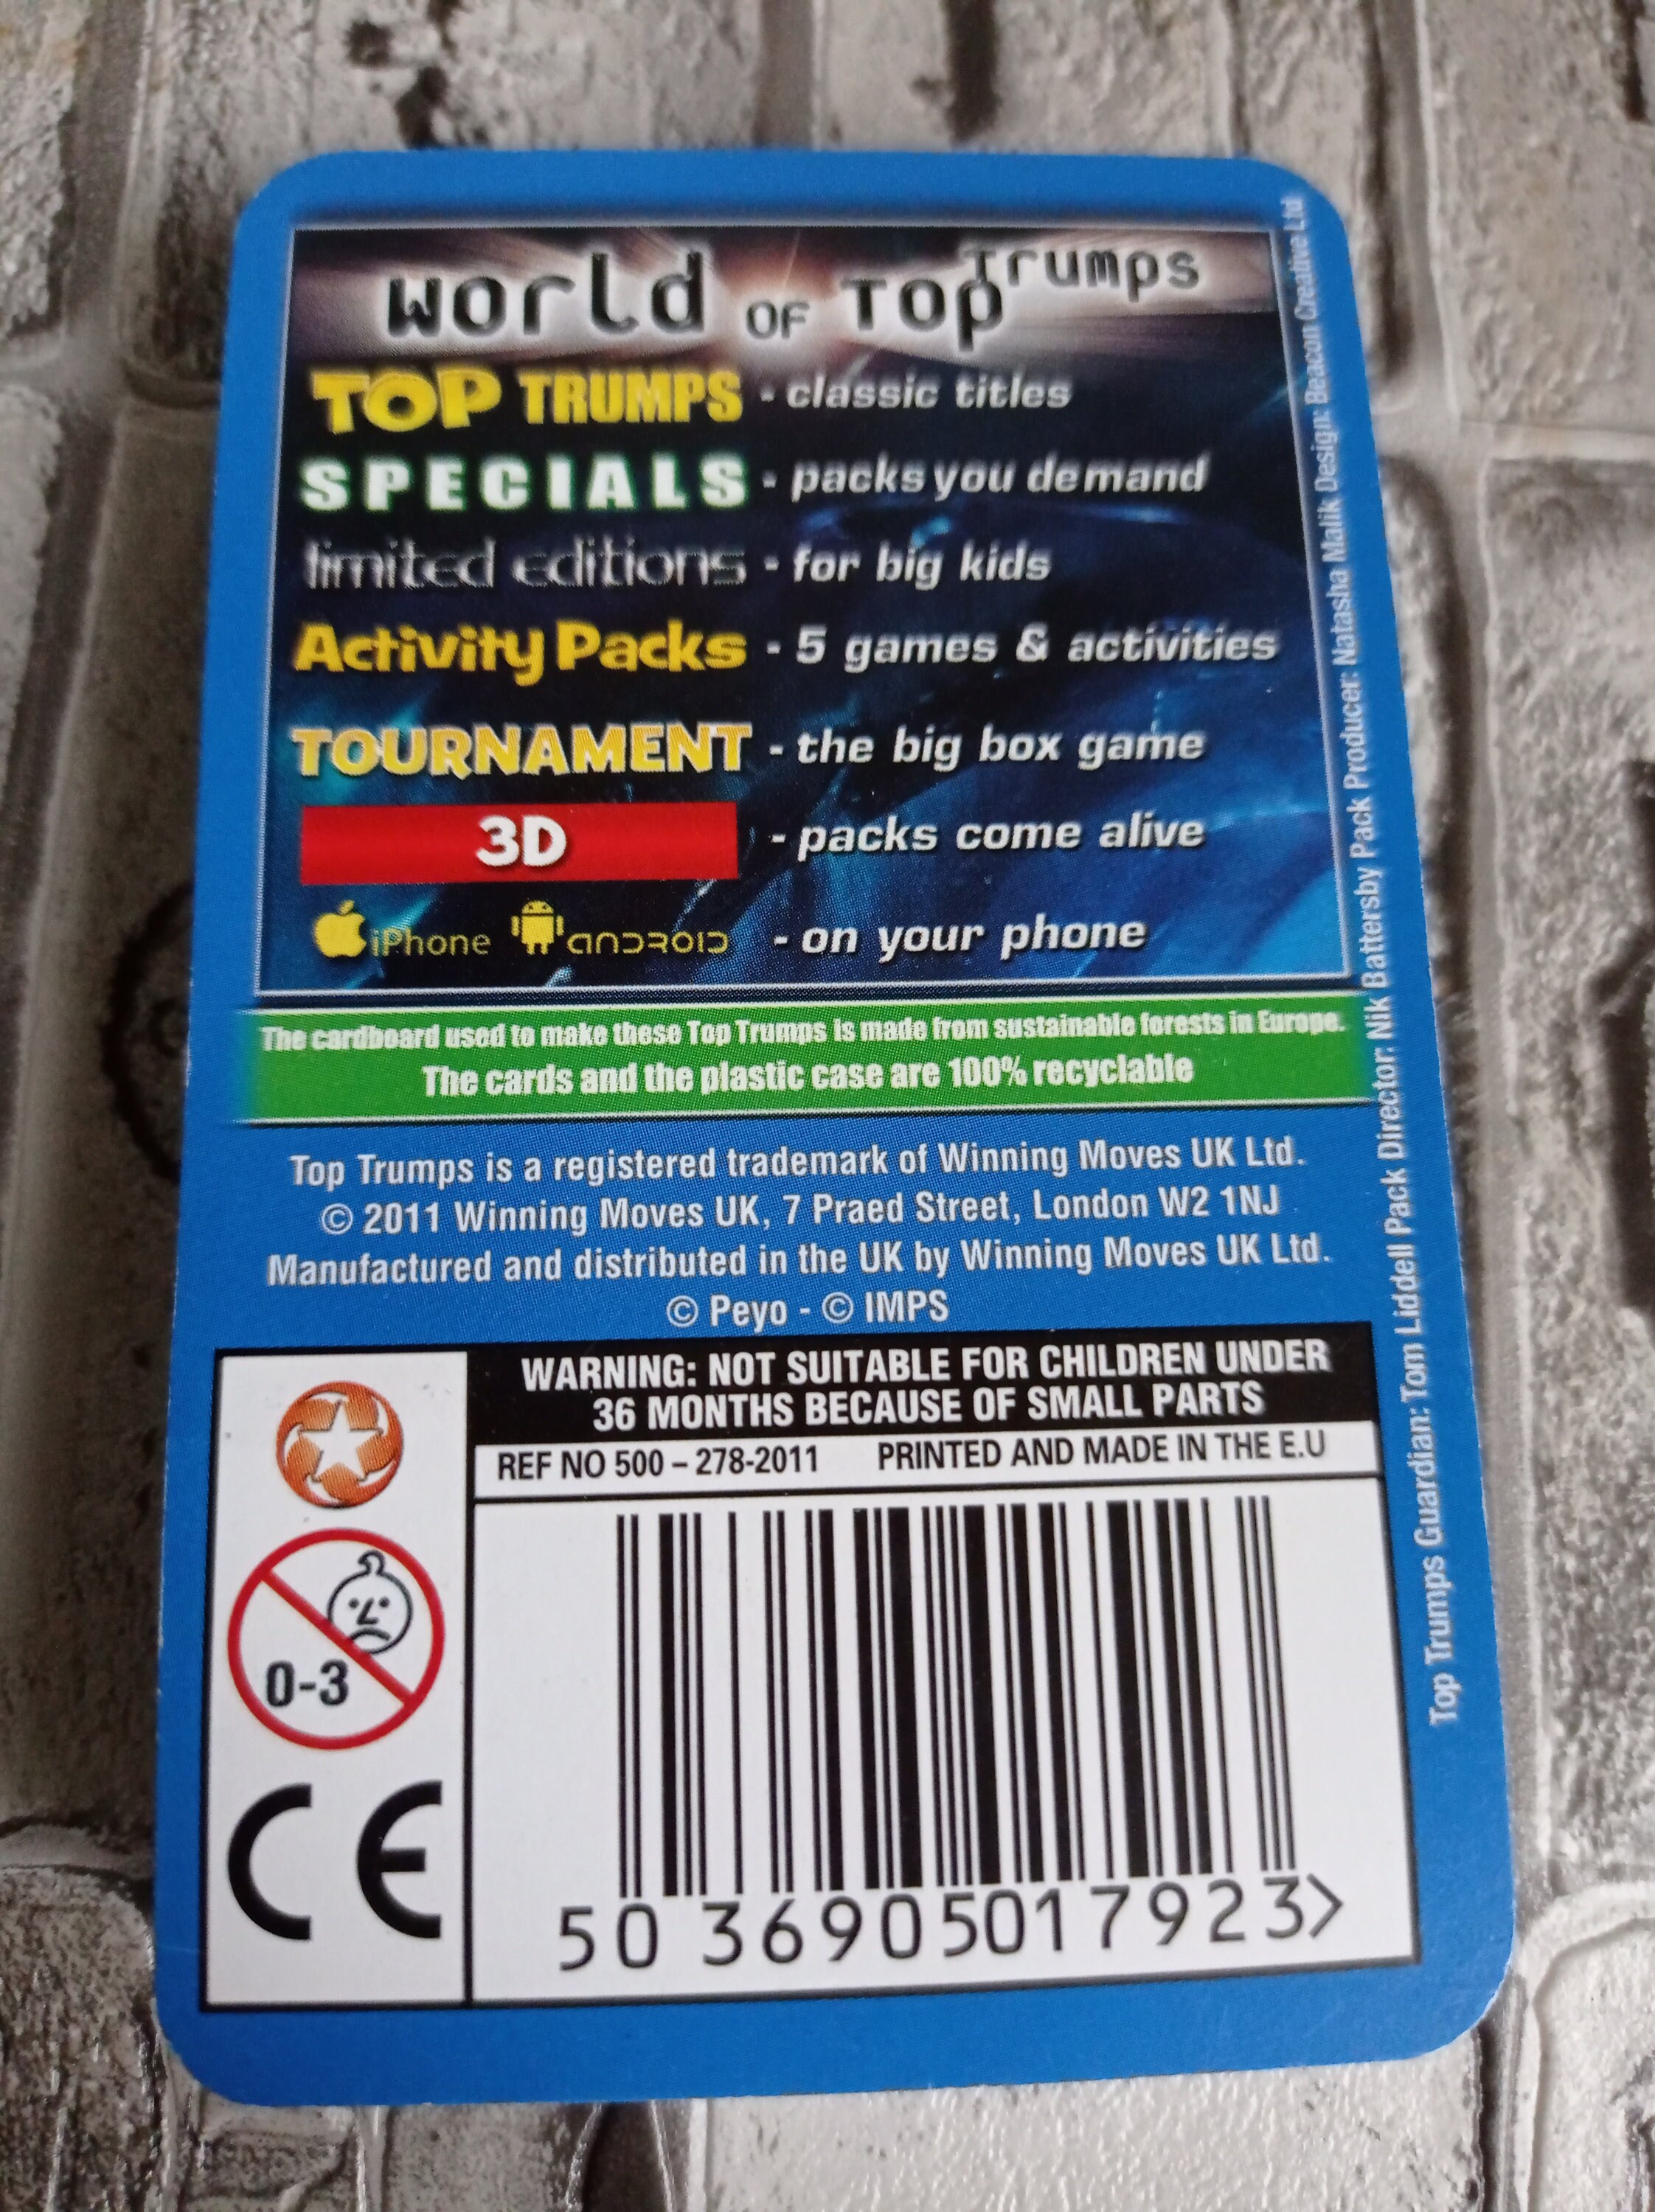 World OF TOP Trumps
TOP TRUMPS - classic titles
SPECIALS - packs you demand
limited editions - for big kids
Activity Packs - 5 games & activities
TOURNAMENT - the big box game
3D - packs come alive
iPhone ANDROID - on your phone
The cardboard used to make these Top Trumps is made from sustainable forests in Europe.
The cards and the plastic case are 100% recyclable
Top Trumps is a registered trademark of Winning Moves UK Ltd.
© 2011 Winning Moves UK, 7 Praed Street, London W2 1NJ
Manufactured and distributed in the UK by Winning Moves UK Ltd.
© Peyo - © IMPS
WARNING: NOT SUITABLE FOR CHILDREN UNDER
36 MONTHS BECAUSE OF SMALL PARTS
REF NO 500 – 278-2011 PRINTED AND MADE IN THE E.U
0-3
CE
50 36905017923>
Top Trumps Guardian: Tom Liddell Pack Director: Nik Battersby Pack Producer: Natasha Malik Design: Beacon Creative Ltd